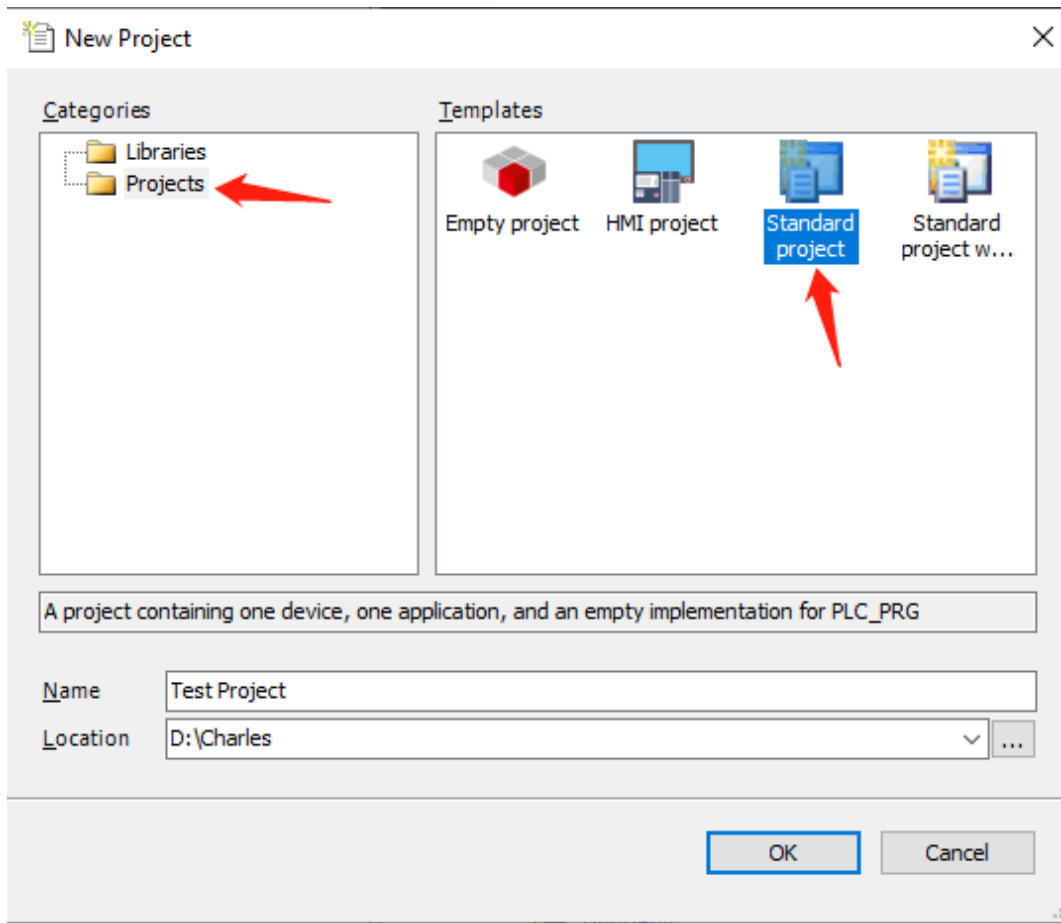 New Project
Categories
Libraries
Projects
Templates
Empty project
HMI project
Standard
project
Standard
project w...
A project containing one device, one application, and an empty implementation for PLC_PRG
Name
Test Project
Location
D:\Charles
...
OK
Cancel